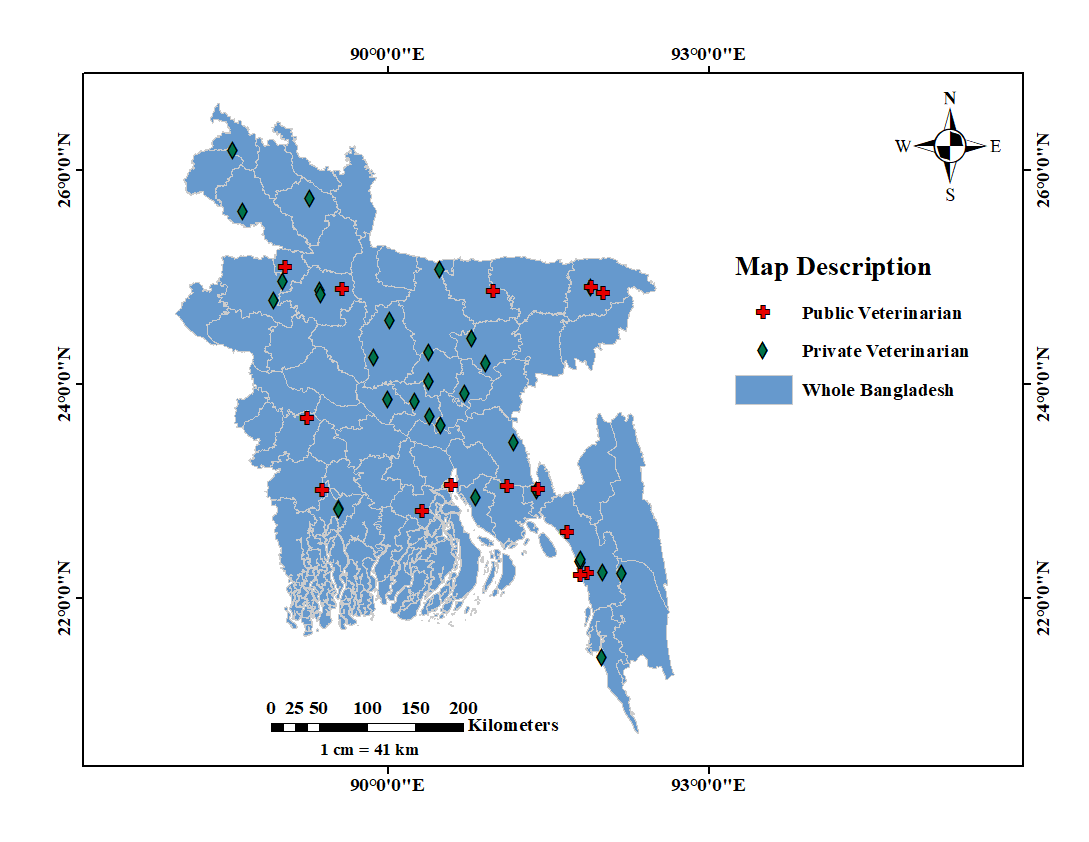 90°0'0"E 93°0'0"E
N
W E
S
26°0'0"N 26°0'0"N
Map Description
Public Veterinarian
Private Veterinarian
24°0'0"N 24°0'0"N
Whole Bangladesh
22°0'0"N 22°0'0"N
0 25 50 100 150 200
Kilometers
1 cm = 41 km
90°0'0"E 93°0'0"E